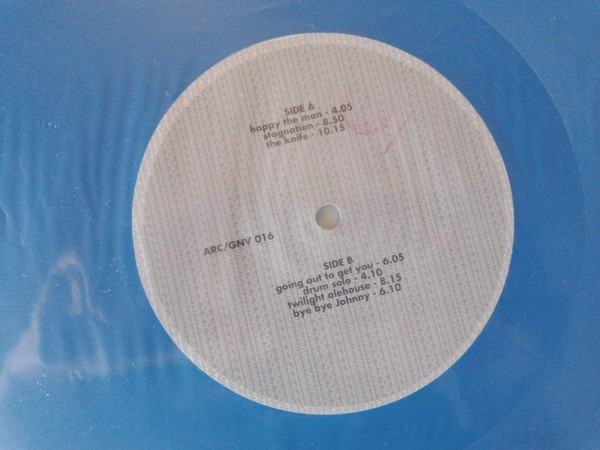 SIDE A
happy the man - 4.05
stagnation - 8.50
the knife - 10.15
ARC/GNV 016
SIDE B
going out to get you - 6.05
drum solo - 4.10
twilight alehouse - 8.15
bye bye Johnny - 6.10